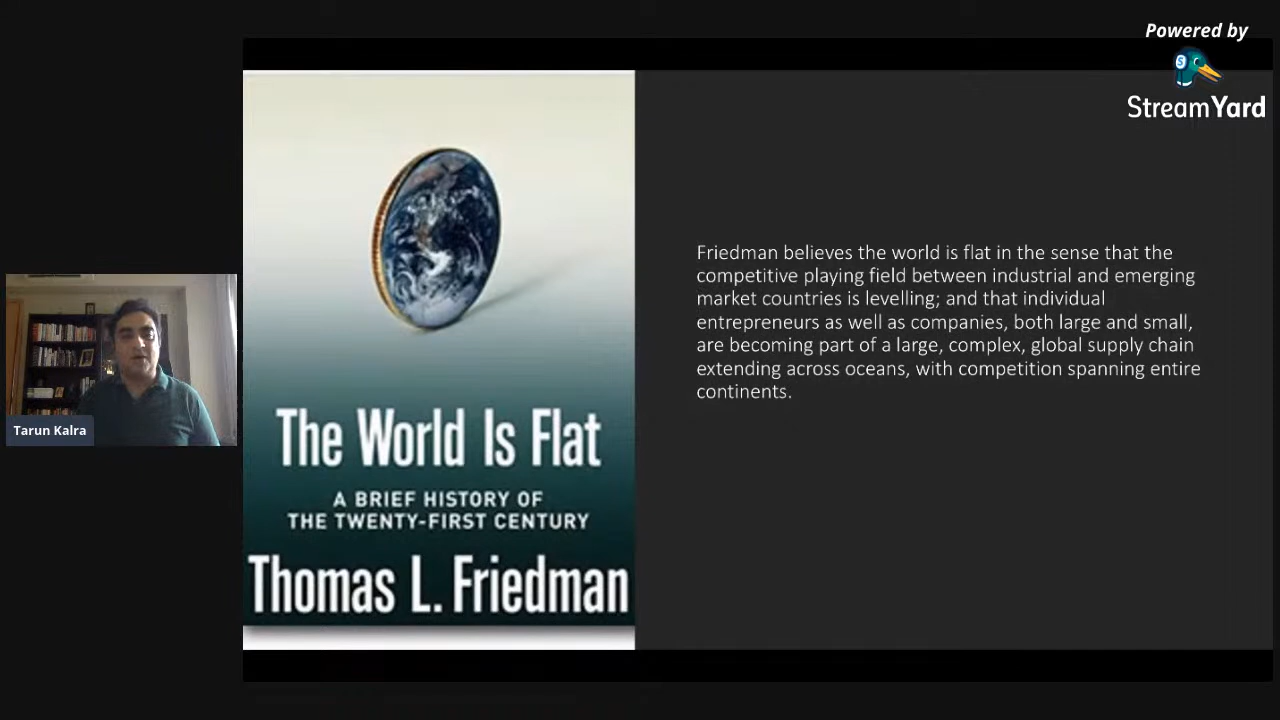 Powered by
StreamYard
The World Is Flat
A BRIEF HISTORY OF
THE TWENTY-FIRST CENTURY
Thomas L. Friedman
Friedman believes the world is flat in the sense that the
competitive playing field between industrial and emerging
market countries is levelling; and that individual
entrepreneurs as well as companies, both large and small,
are becoming part of a large, complex, global supply chain
extending across oceans, with competition spanning entire
continents.
Tarun Kalra